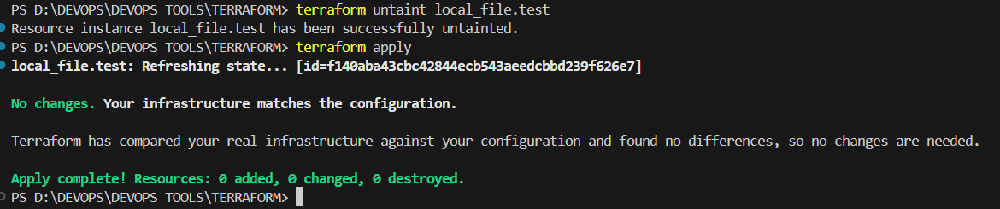 PS D:\DEVOPS\DEVOPS TOOLS\TERRAFORM> terraform untaint local_file.test
Resource instance local_file.test has been successfully untainted.
PS D:\DEVOPS\DEVOPS TOOLS\TERRAFORM> terraform apply
local_file.test: Refreshing state... [id=f140aba43cbc42844ecb543aeedcbbd239f626e7]
No changes. Your infrastructure matches the configuration.
Terraform has compared your real infrastructure against your configuration and found no differences, so no changes are needed.
Apply complete! Resources: 0 added, 0 changed, 0 destroyed.
PS D:\DEVOPS\DEVOPS TOOLS\TERRAFORM>